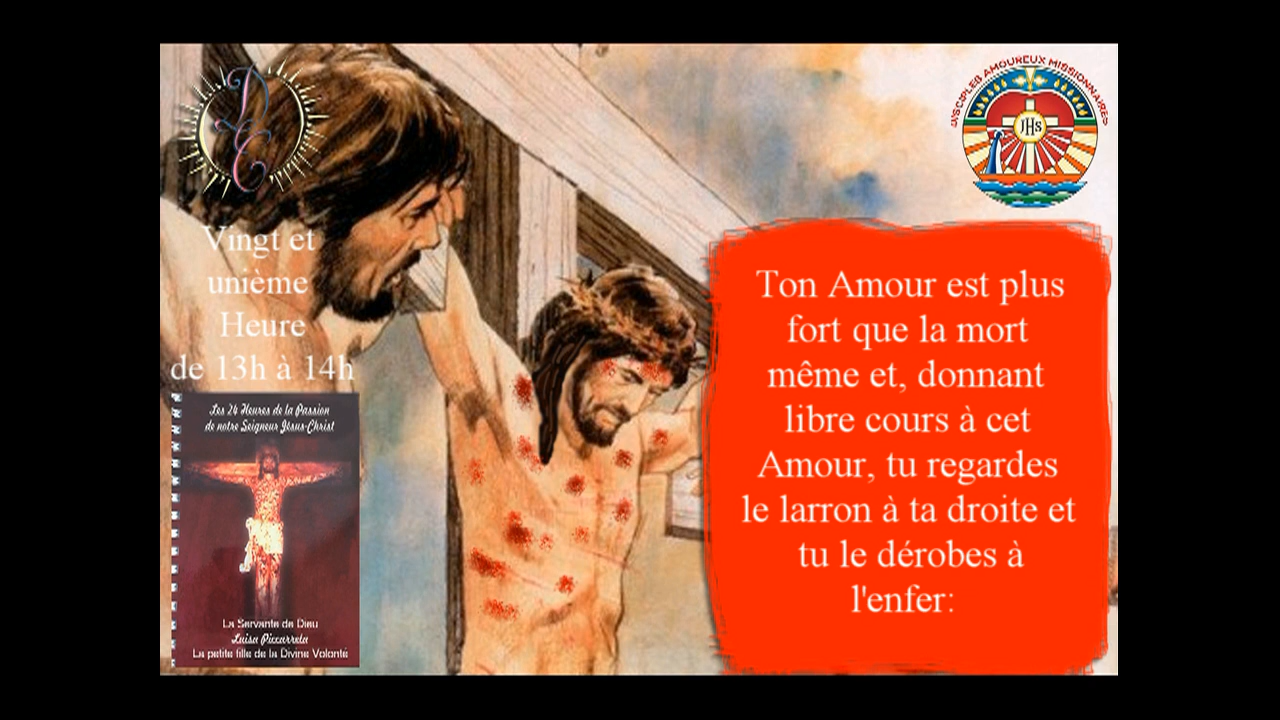 DISCIPLES AMOUREUX MISSIONNAIRES
JHS
Vingt et
unième
Heure
de 13h à 14h
Les 24 Heures de la Passion
de notre Seigneur Jésus-Christ
La Servante de Dieu
Luisa Piccarreta
La petite fille de la Divine Volonté
Ton Amour est plus
fort que la mort
même et, donnant
libre cours à cet
Amour, tu regardes
le larron à ta droite et
tu le dérobes à
l'enfer: